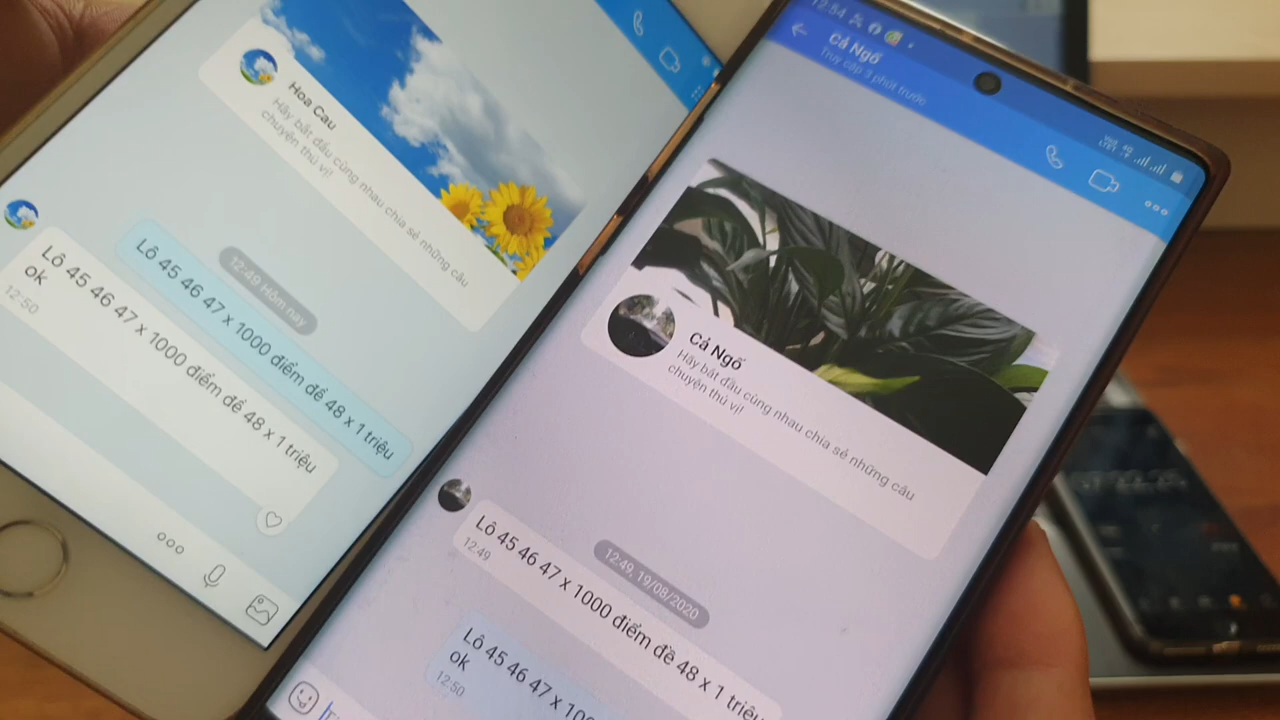 Hoa Cau
Hãy bắt đầu cùng nhau chia sẻ những câu
chuyện thú vị!
12:49 Hôm nay
Lô 45 46 47 x 1000 điểm đề 48 x 1 triệu
Lô 45 46 47 x 1000 điểm đề 48 x 1 triệu
ok
12:50
12:54
Cá Ngố
Truy cập 3 phút trước
Cá Ngố
Hãy bắt đầu cùng nhau chia sẻ những câu
chuyện thú vị!
12:49, 19/08/2020
Lô 45 46 47 x 1000 điểm đề 48 x 1 triệu
12:49
Lô 45 46 47 x 100
ok
12:50